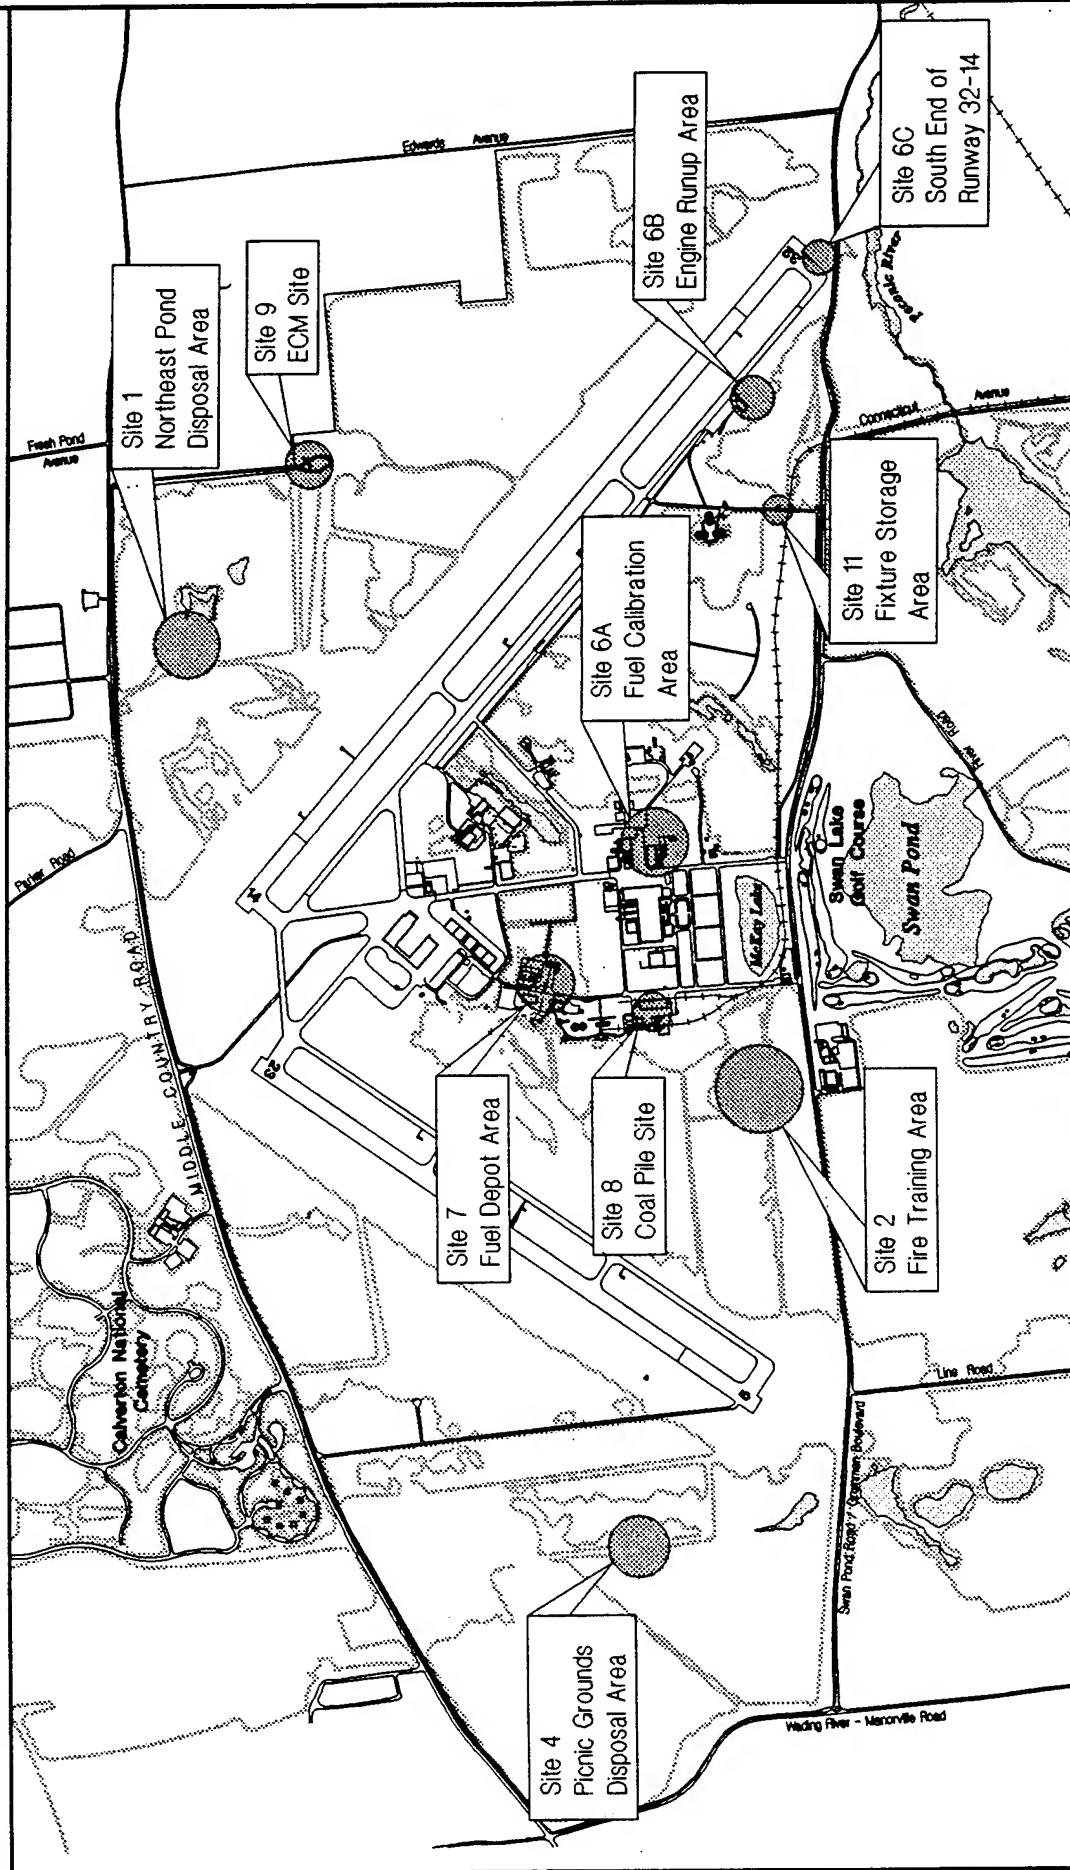 Site 1
Northeast Pond
Disposal Area
Site 9
ECM Site
Site 6B
Engine Runup Area
Site 6C
South End of
Runway 32-14
Site 6A
Fuel Calibration
Area
Site 11
Fixture Storage
Area
Site 7
Fuel Depot Area
Site 8
Coal Pile Site
Site 2
Fire Training Area
Site 4
Picnic Grounds
Disposal Area
Calverton National
Cemetery
MIDDLE COUNTRY ROAD
Fresh Pond
Avenue
Edwards Avenue
Connecticut Avenue
Peconic River
River Road
Swan Lake
Golf Course
Swan Pond
McKay Lake
Line Road
Swan Pond Road / Grumman Boulevard
Wading River - Manorville Road
14
32
23